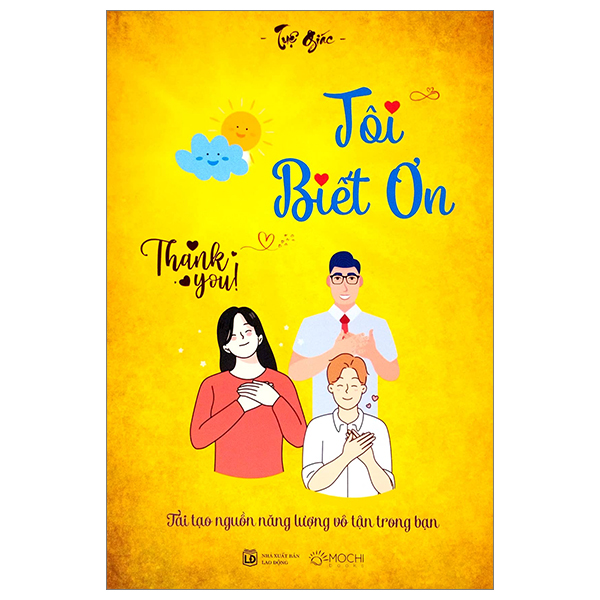 - Tuệ Giác -
Tôi
Biết Ơn
Thank
you!
Tái tạo nguồn năng lượng vô tận trong bạn
LĐ
NHÀ XUẤT BẢN
LAO ĐỘNG
MOCHI
BOOKS